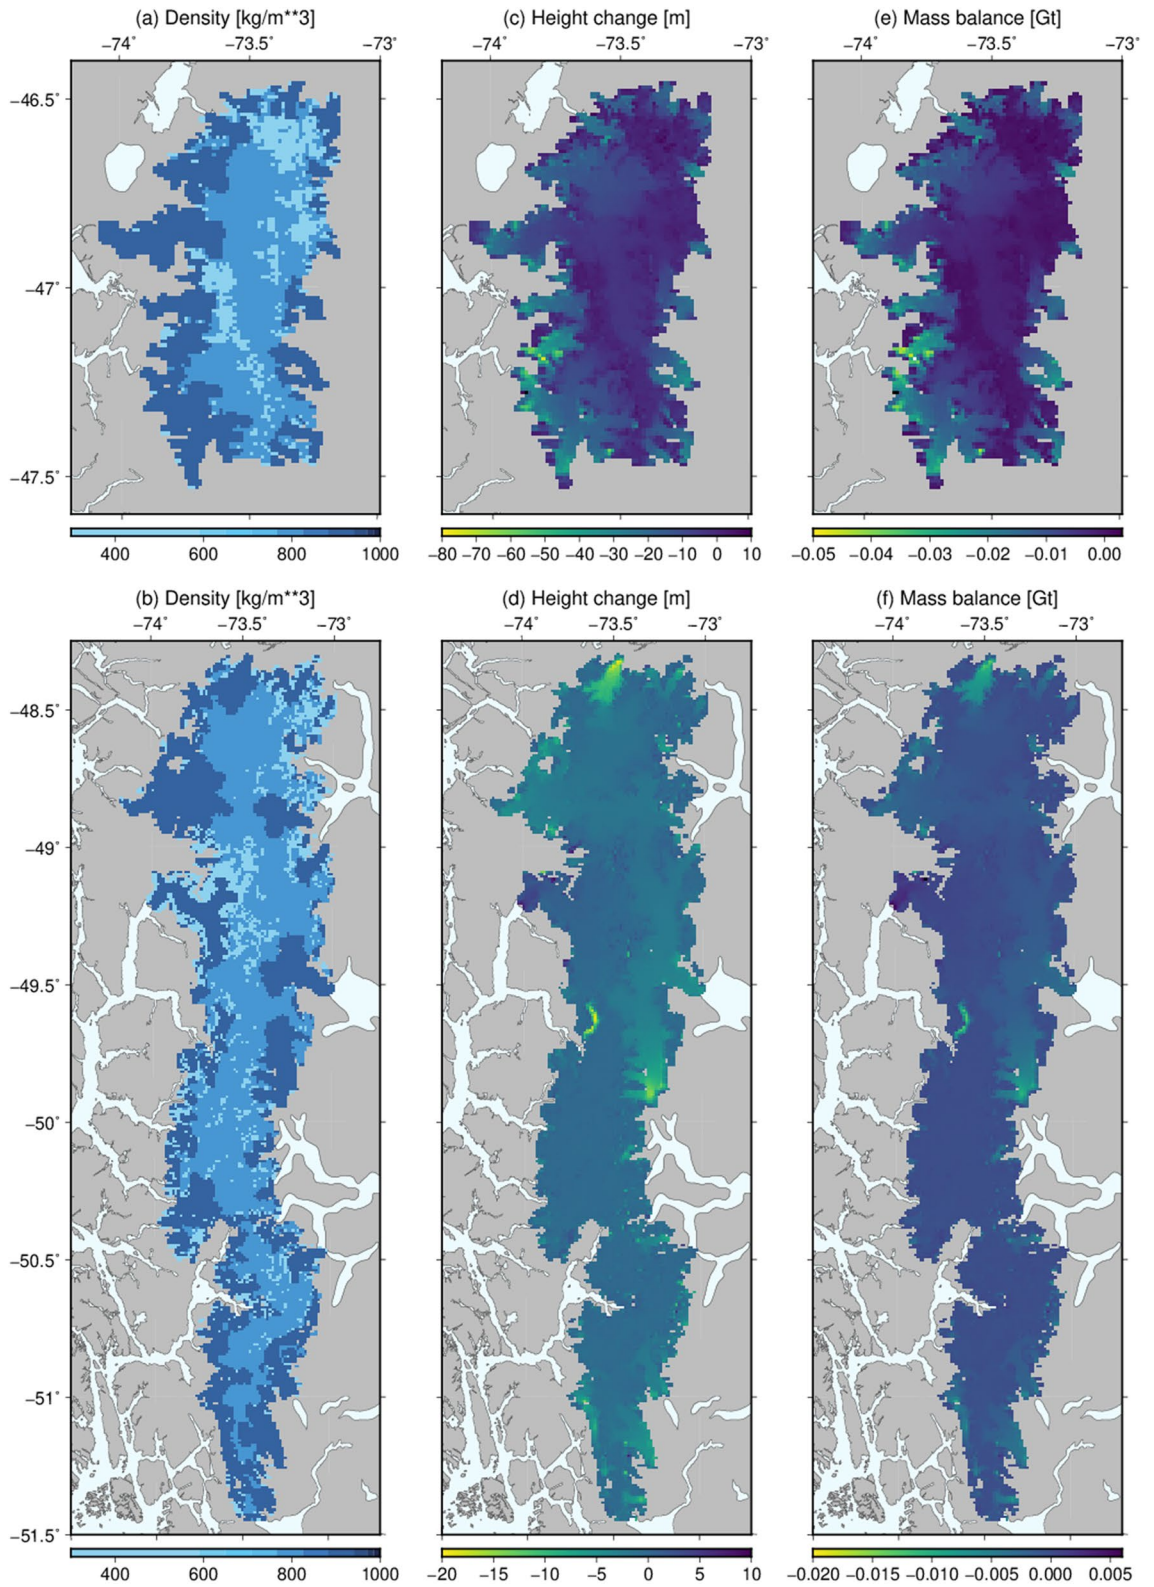 (a) Density [kg/m**3] (c) Height change [m] (e) Mass balance [Gt]
−74° −73.5° −73° −74° −73.5° −73° −74° −73.5° −73°
−46.5°
−47°
−47.5°
400 600 800 1000 −80 −70 −60 −50 −40 −30 −20 −10 0 10 −0.05 −0.04 −0.03 −0.02 −0.01 0.00
(b) Density [kg/m**3] (d) Height change [m] (f) Mass balance [Gt]
−74° −73.5° −73° −74° −73.5° −73° −74° −73.5° −73°
−48.5°
−49°
−49.5°
−50°
−50.5°
−51°
−51.5°
400 600 800 1000 −20 −15 −10 −5 0 5 10 −0.020 −0.015 −0.010 −0.005 0.000 0.005